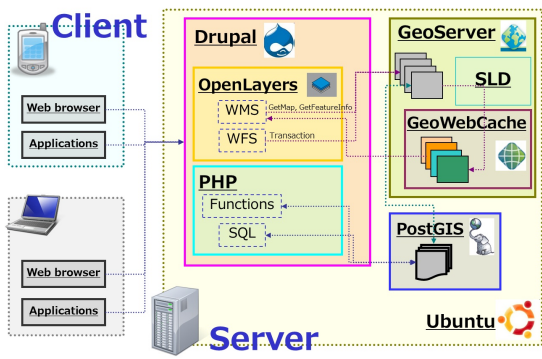 Client
Web browser
Applications
Web browser
Applications
Drupal
OpenLayers
WMS
GetMap, GetFeatureInfo
WFS
Transaction
PHP
Functions
SQL
GeoServer
SLD
GeoWebCache
PostGIS
Ubuntu
Server